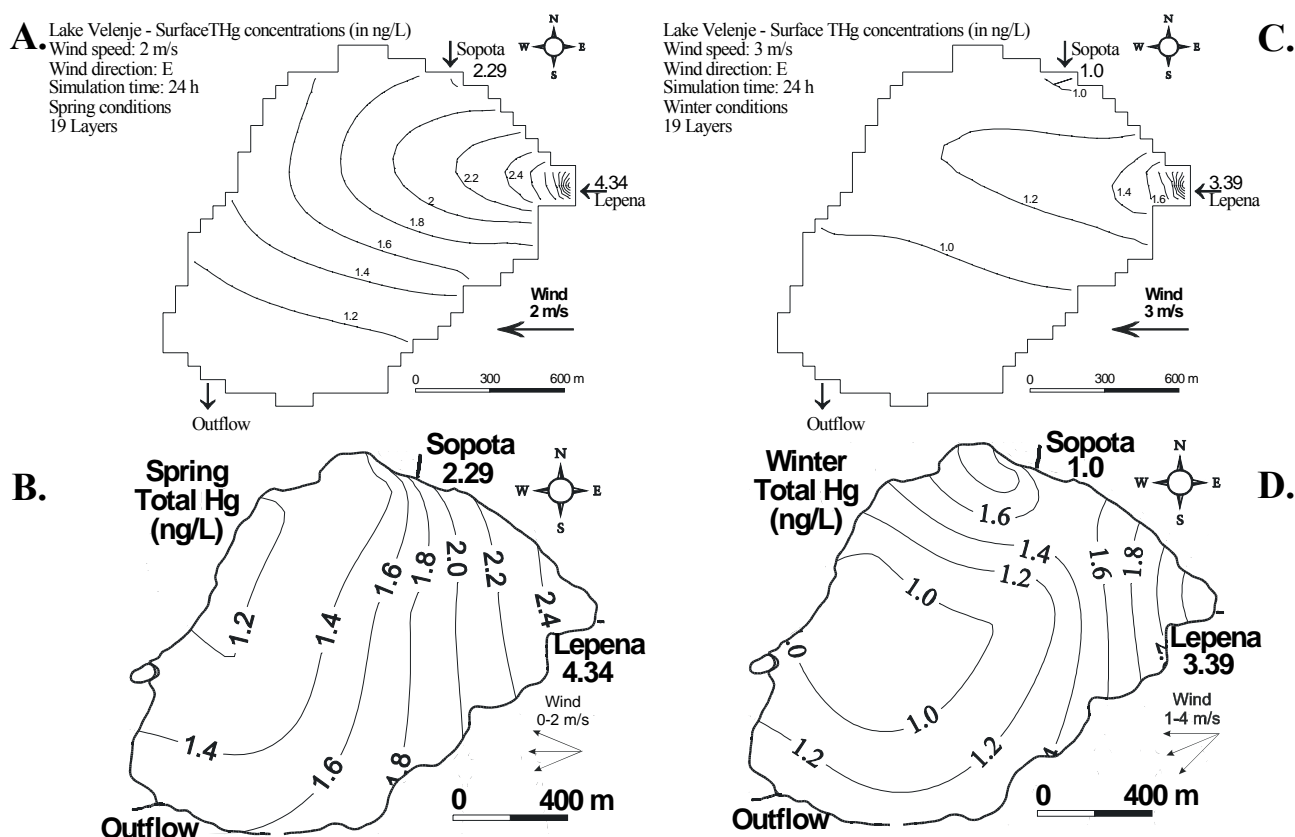 A.
Lake Velenje - SurfaceTHg concentrations (in ng/L)
Wind speed: 2 m/s
Wind direction: E
Simulation time: 24 h
Spring conditions
19 Layers
Sopota
2.29
N
W
E
S
2.2
2.4
2
1.8
1.6
1.4
1.2
4.34
Lepena
Wind
2 m/s
0 300 600 m
Outflow
C.
Lake Velenje - Surface THg concentrations (in ng/L)
Wind speed: 3 m/s
Wind direction: E
Simulation time: 24 h
Winter conditions
19 Layers
Sopota
1.0
N
W
E
S
1.0
1.4
1.6
1.2
1.0
3.39
Lepena
Wind
3 m/s
0 300 600 m
Outflow
B.
Spring
Total Hg
(ng/L)
Sopota
2.29
N
W
E
S
1.2
1.4
1.6
1.8
2.0
2.2
2.4
Lepena
4.34
Wind
0-2 m/s
1.4
1.6
1.8
0 400 m
Outflow
D.
Winter
Total Hg
(ng/L)
Sopota
1.0
N
W
E
S
1.6
1.4
1.2
1.0
1.6
1.8
Lepena
3.39
Wind
1-4 m/s
.0
1.0
1.2
1.2
0 400 m
Outflow